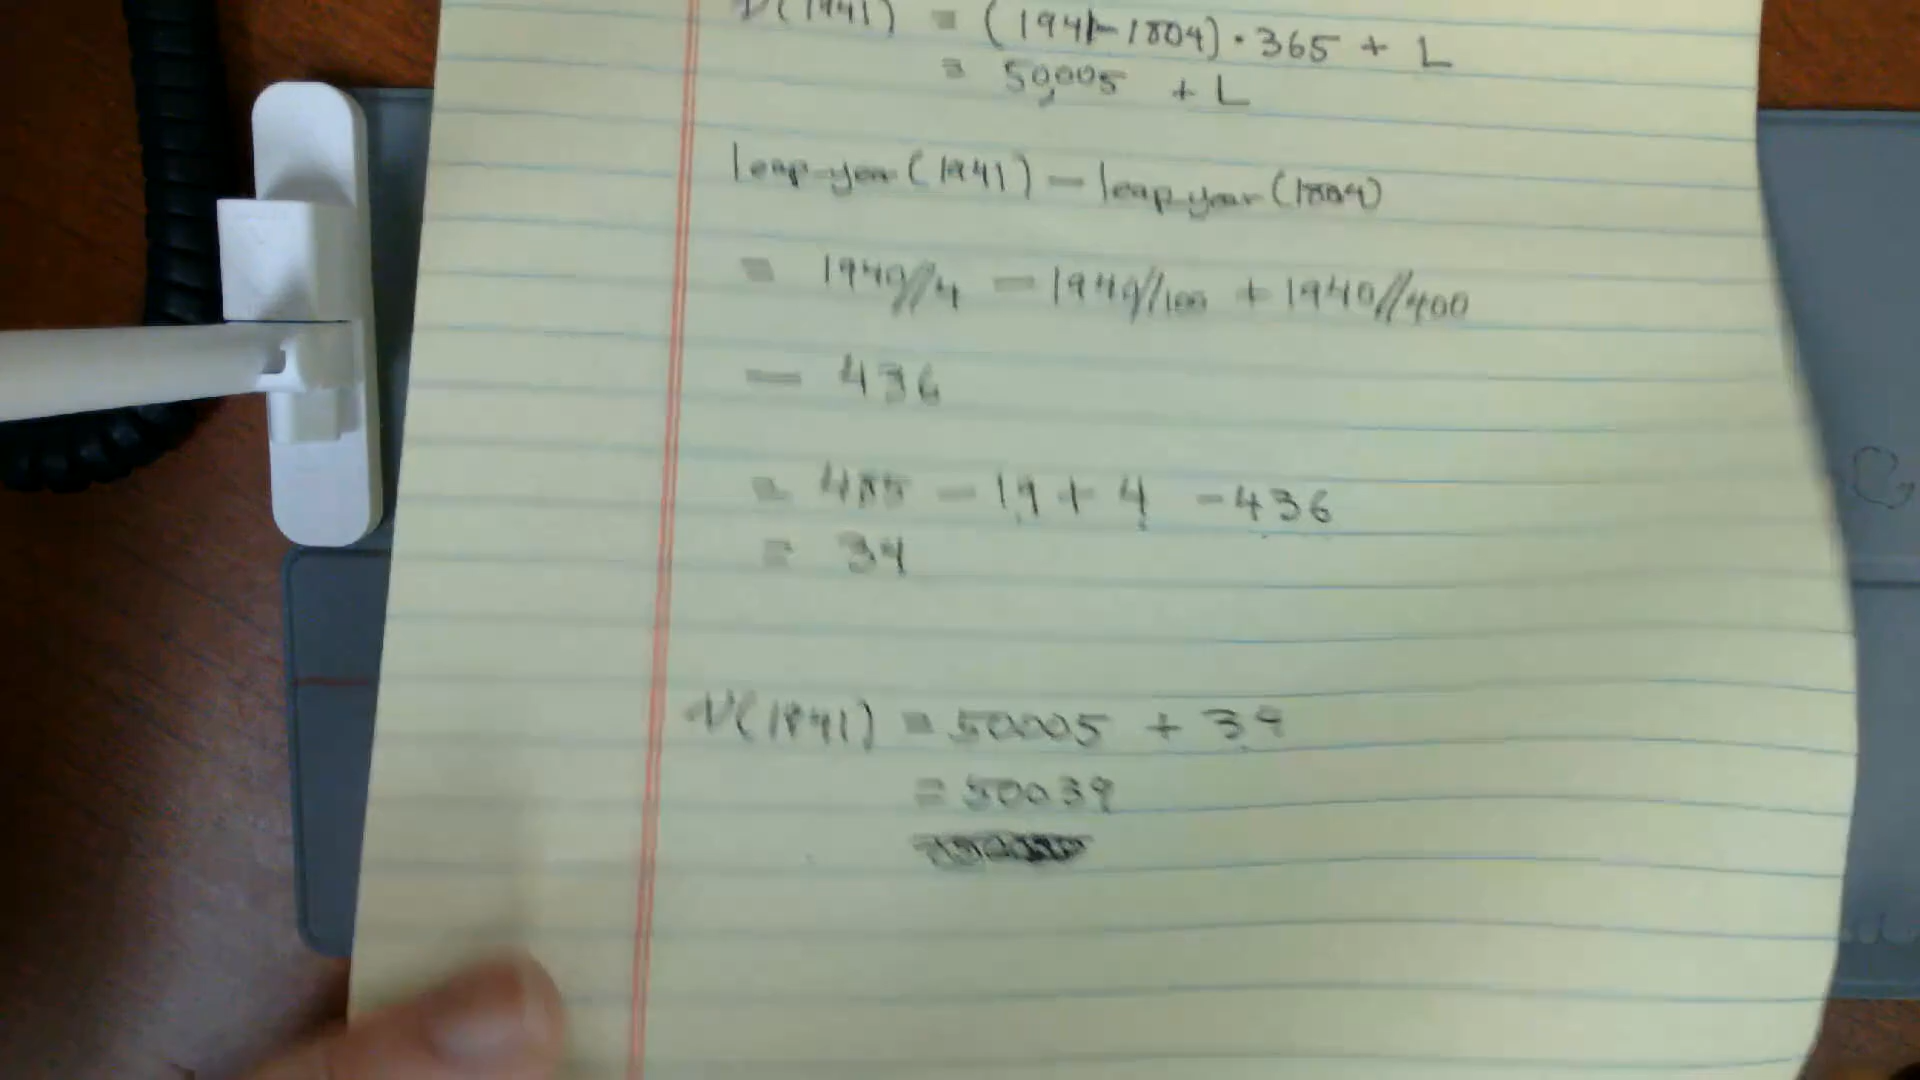 N(1941) = (1941-1804) · 365 + L
= 50,005 + L
leap-year(1941) - leap-year(1804)
= 1940//4 - 1940//100 + 1940//400
- 436
= 485 - 19 + 4 - 436
= 34
N(1941) = 50005 + 34
= 50039